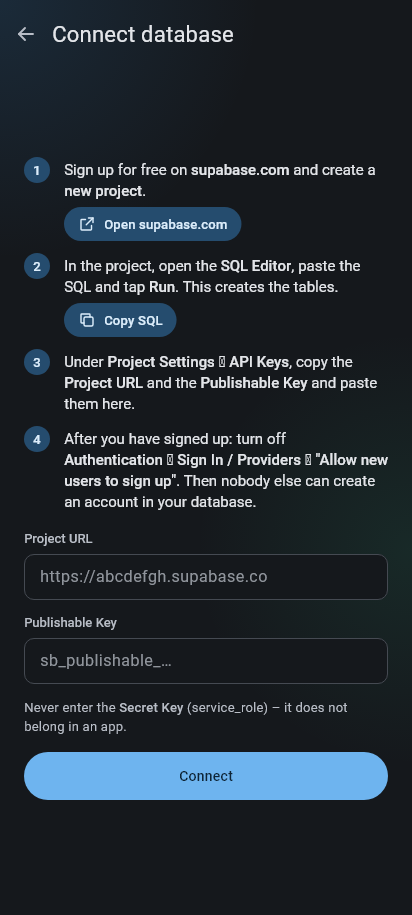 Connect database
1 Sign up for free on supabase.com and create a
new project.
Open supabase.com
2 In the project, open the SQL Editor, paste the
SQL and tap Run. This creates the tables.
Copy SQL
3 Under Project Settings ▯ API Keys, copy the
Project URL and the Publishable Key and paste
them here.
4 After you have signed up: turn off
Authentication ▯ Sign In / Providers ▯ "Allow new
users to sign up". Then nobody else can create
an account in your database.
Project URL
https://abcdefgh.supabase.co
Publishable Key
sb_publishable_…
Never enter the Secret Key (service_role) – it does not
belong in an app.
Connect